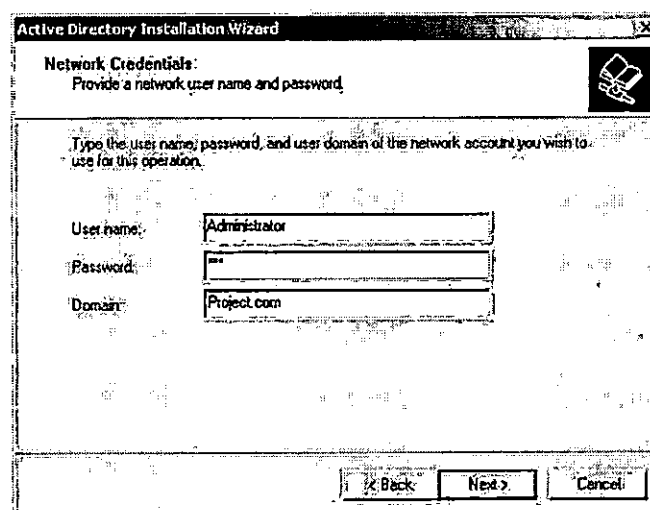 Active Directory Installation Wizard
Network Credentials
Provide a network user name and password.
Type the user name, password, and user domain of the network account you wish to
use for this operation.
User name:
Administrator
Password:
***
Domain:
Project.com
< Back
Next >
Cancel